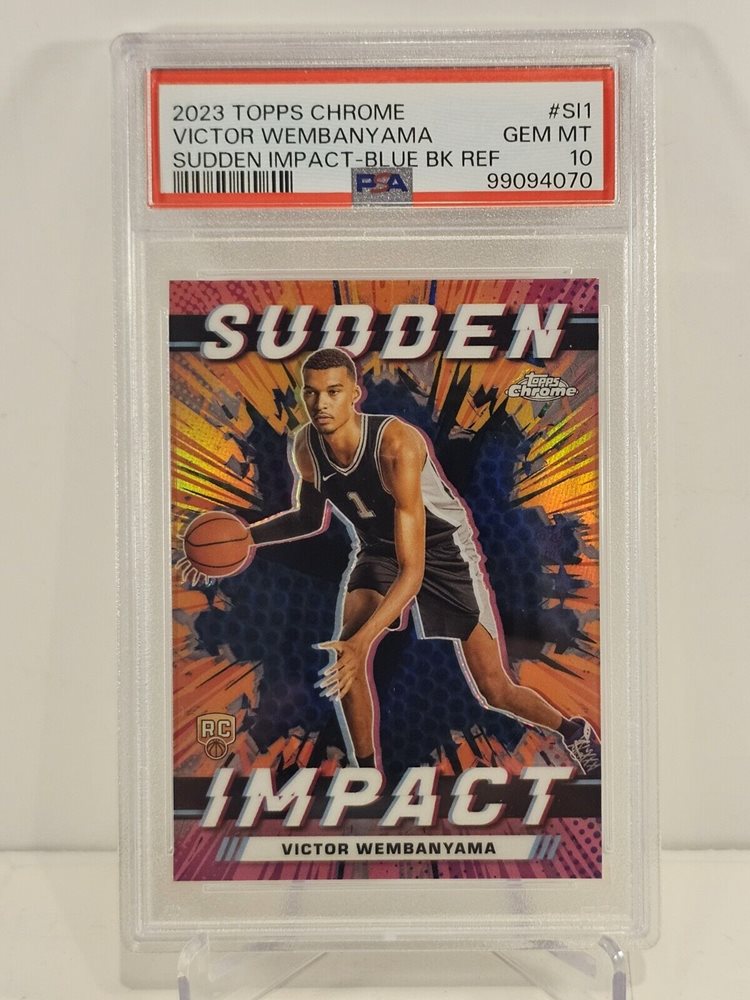 2023 TOPPS CHROME #SI1
VICTOR WEMBANYAMA GEM MT
SUDDEN IMPACT-BLUE BK REF 10
PSA 99094070
SUDDEN
topps
Chrome
1
RC
IMPACT
VICTOR WEMBANYAMA